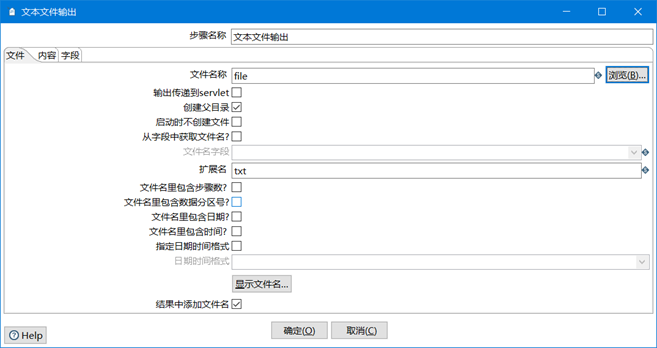 文本文件输出
步骤名称 文本文件输出
文件 内容 字段
文件名称 file 浏览(B)...
输出传递到servlet
创建父目录
启动时不创建文件
从字段中获取文件名?
文件名字段
扩展名 txt
文件名里包含步骤数?
文件名里包含数据分区号?
文件名里包含日期?
文件名里包含时间?
指定日期时间格式
日期时间格式
显示文件名...
结果中添加文件名
Help 确定(O) 取消(C)